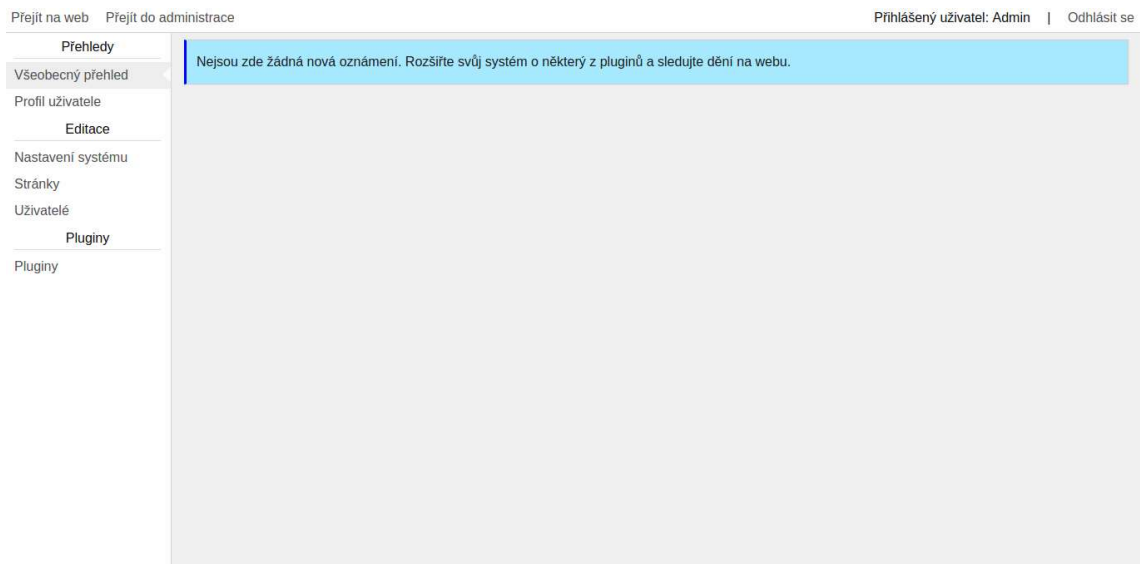 Přejít na web Přejít do administrace Přihlášený uživatel: Admin | Odhlásit se
Přehledy
Všeobecný přehled
Profil uživatele
Editace
Nastavení systému
Stránky
Uživatelé
Pluginy
Pluginy
Nejsou zde žádná nová oznámení. Rozšiřte svůj systém o některý z pluginů a sledujte dění na webu.